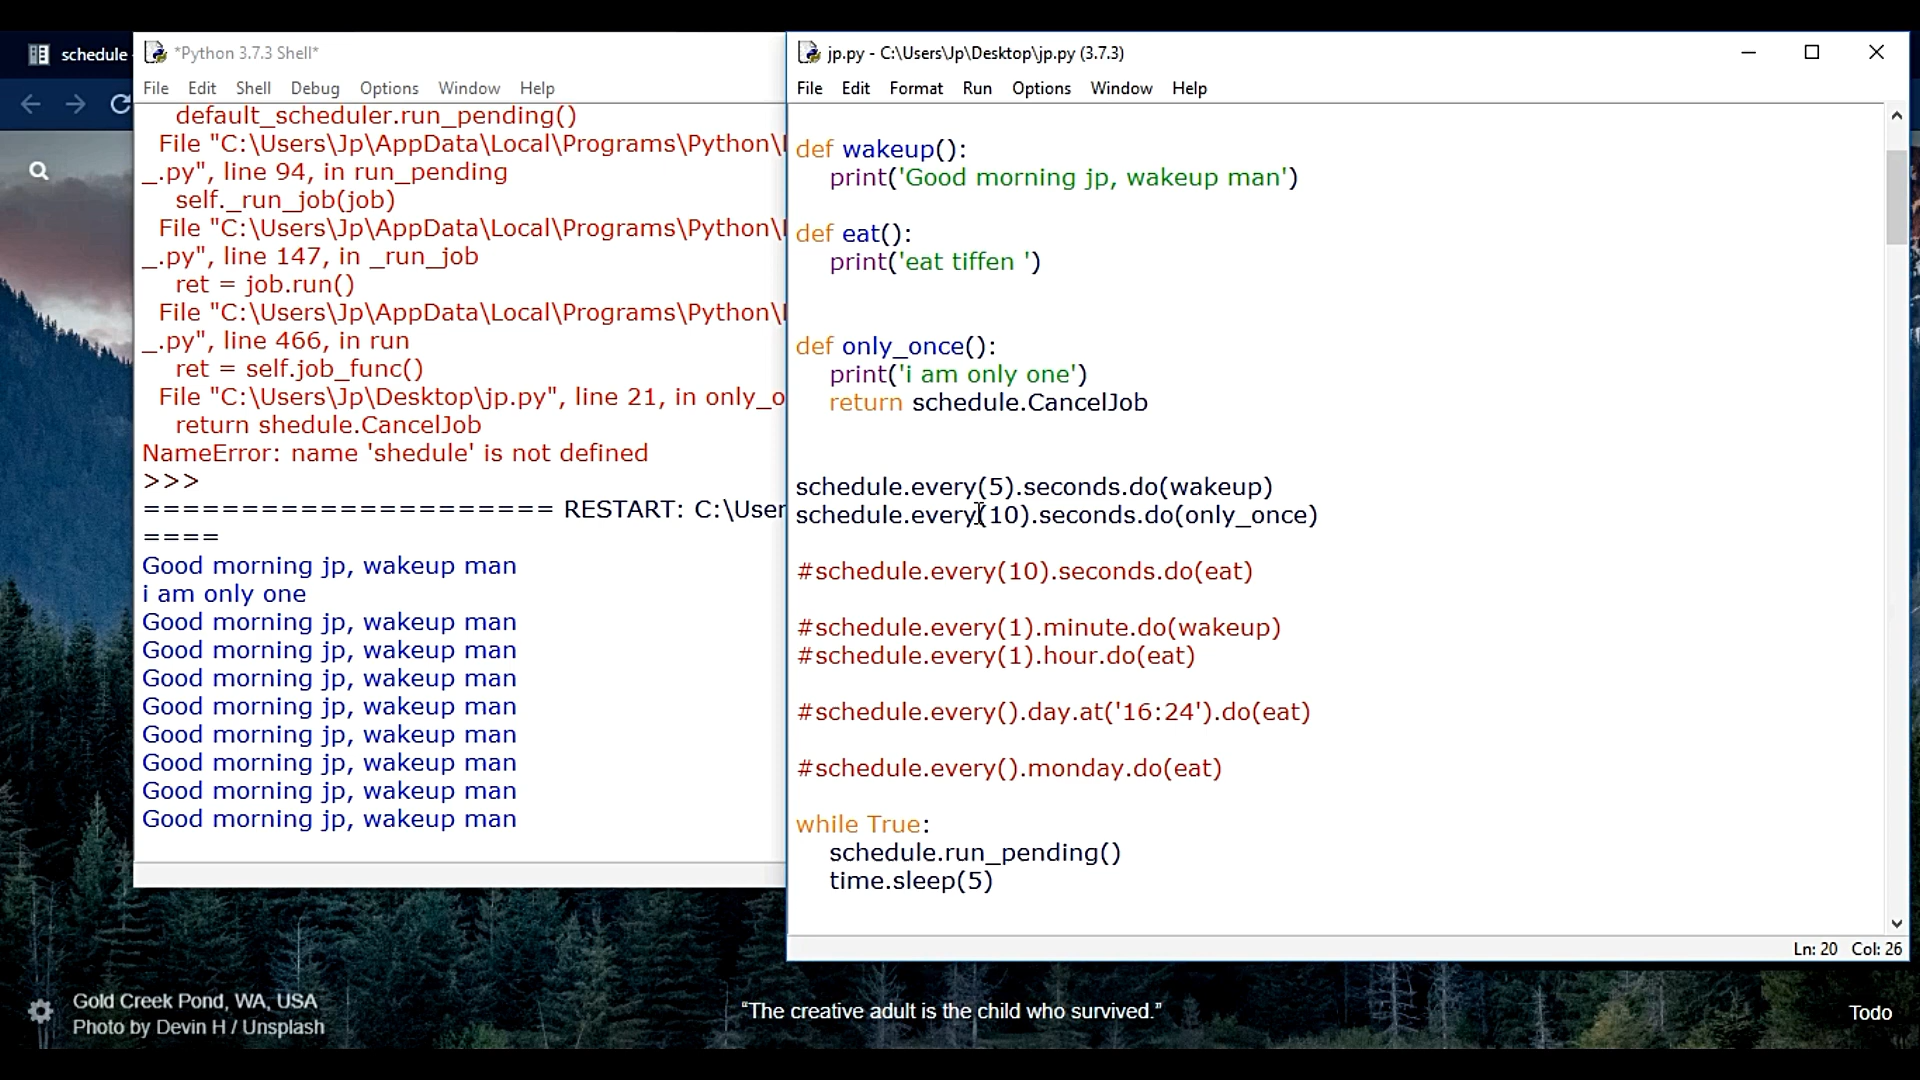 schedule
*Python 3.7.3 Shell*
File Edit Shell Debug Options Window Help
default_scheduler.run_pending()
File "C:\Users\Jp\AppData\Local\Programs\Python\
_.py", line 94, in run_pending
self._run_job(job)
File "C:\Users\Jp\AppData\Local\Programs\Python\
_.py", line 147, in _run_job
ret = job.run()
File "C:\Users\Jp\AppData\Local\Programs\Python\
_.py", line 466, in run
ret = self.job_func()
File "C:\Users\Jp\Desktop\jp.py", line 21, in only_o
return shedule.CancelJob
NameError: name 'shedule' is not defined
>>>
===================== RESTART: C:\User
====
Good morning jp, wakeup man
i am only one
Good morning jp, wakeup man
Good morning jp, wakeup man
Good morning jp, wakeup man
Good morning jp, wakeup man
Good morning jp, wakeup man
Good morning jp, wakeup man
Good morning jp, wakeup man
Good morning jp, wakeup man
jp.py - C:\Users\Jp\Desktop\jp.py (3.7.3)
File Edit Format Run Options Window Help
def wakeup():
print('Good morning jp, wakeup man')
def eat():
print('eat tiffen ')
def only_once():
print('i am only one')
return schedule.CancelJob
schedule.every(5).seconds.do(wakeup)
schedule.every(10).seconds.do(only_once)
#schedule.every(10).seconds.do(eat)
#schedule.every(1).minute.do(wakeup)
#schedule.every(1).hour.do(eat)
#schedule.every().day.at('16:24').do(eat)
#schedule.every().monday.do(eat)
while True:
schedule.run_pending()
time.sleep(5)
Ln: 20 Col: 26
Gold Creek Pond, WA, USA
Photo by Devin H / Unsplash
“The creative adult is the child who survived.”
Todo